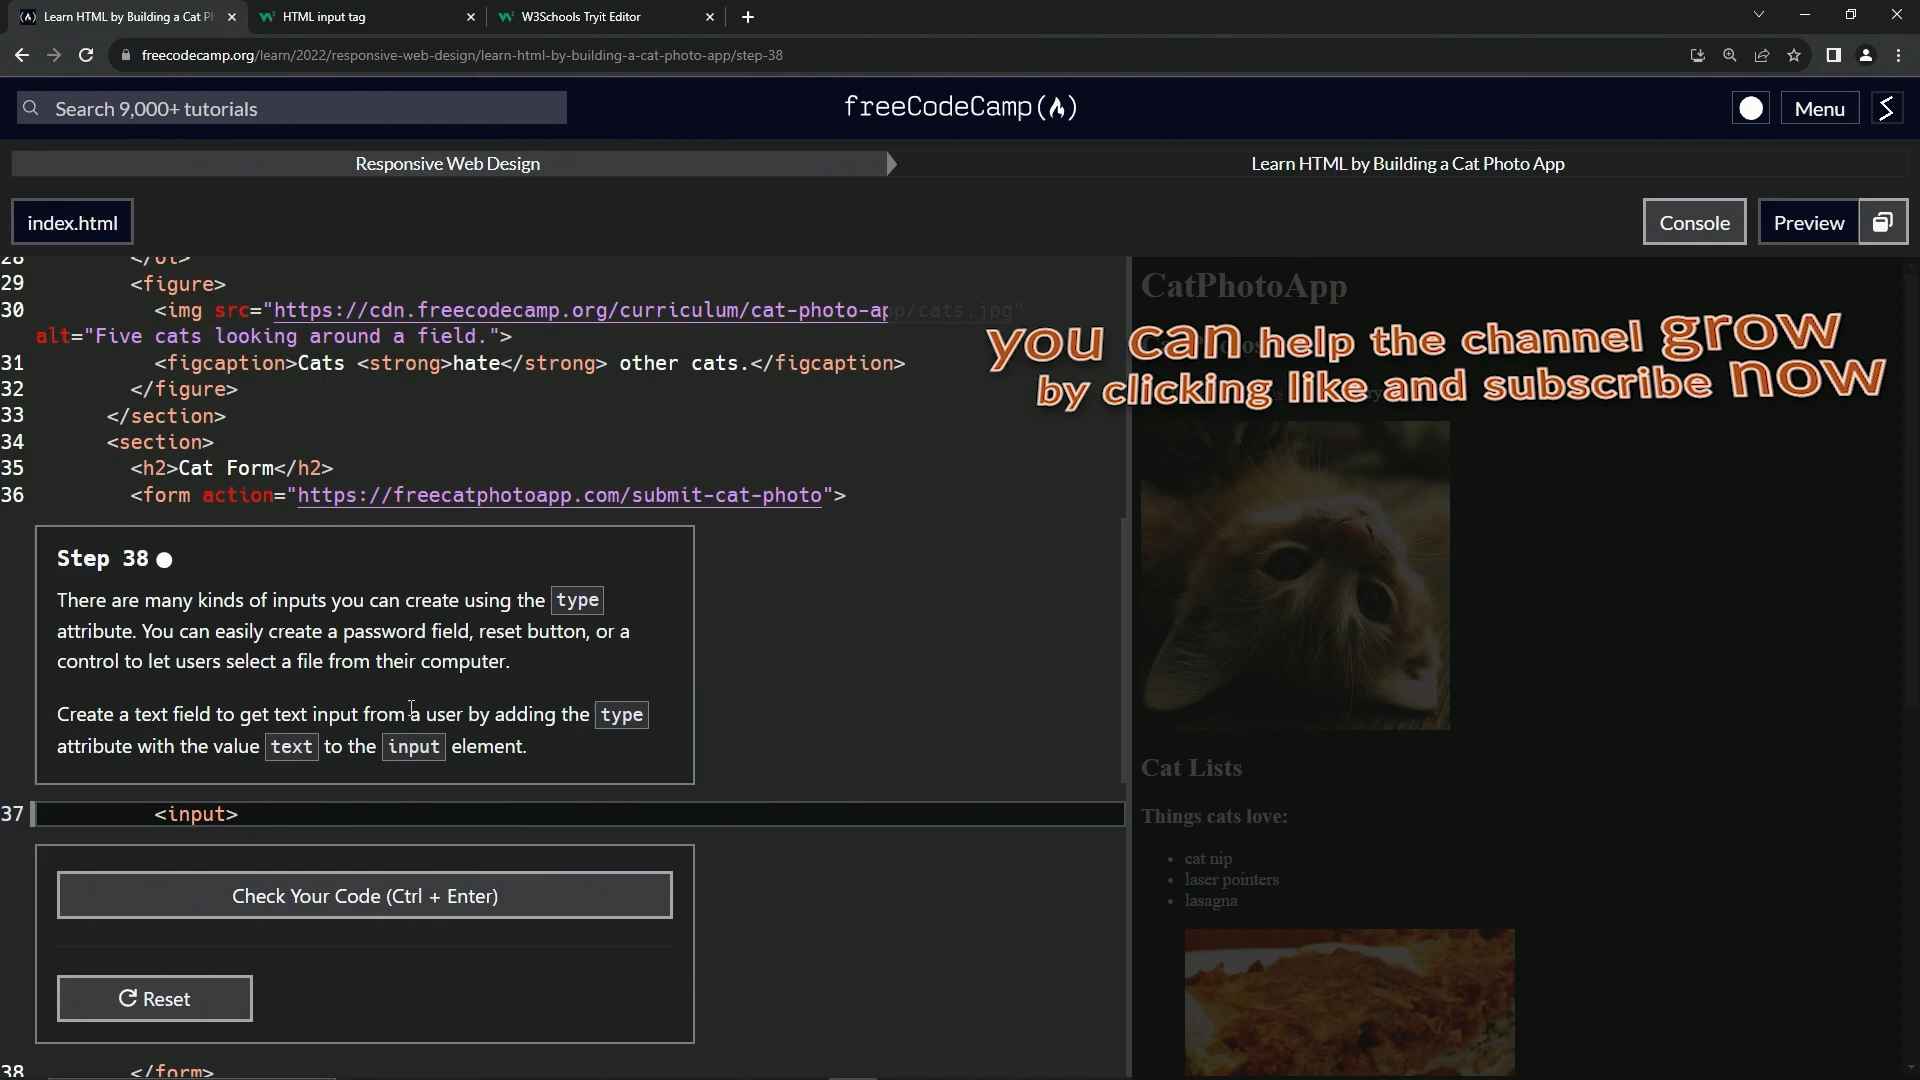 Learn HTML by Building a Cat P
HTML input tag
W3Schools Tryit Editor
freecodecamp.org/learn/2022/responsive-web-design/learn-html-by-building-a-cat-photo-app/step-38
Search 9,000+ tutorials
freeCodeCamp
Menu
Responsive Web Design
Learn HTML by Building a Cat Photo App
index.html
Console
Preview
28 </ol>
29 <figure>
30 <img src="https://cdn.freecodecamp.org/curriculum/cat-photo-app/cats.jpg"
alt="Five cats looking around a field.">
31 <figcaption>Cats <strong>hate</strong> other cats.</figcaption>
32 </figure>
33 </section>
34 <section>
35 <h2>Cat Form</h2>
36 <form action="https://freecatphotoapp.com/submit-cat-photo">
Step 38
There are many kinds of inputs you can create using the type
attribute. You can easily create a password field, reset button, or a
control to let users select a file from their computer.
Create a text field to get text input from a user by adding the type
attribute with the value text to the input element.
37 <input>
Check Your Code (Ctrl + Enter)
Reset
38 </form>
CatPhotoApp
you can help the channel grow
by clicking like and subscribe now
Cat Lists
Things cats love:
• cat nip
• laser pointers
• lasagna